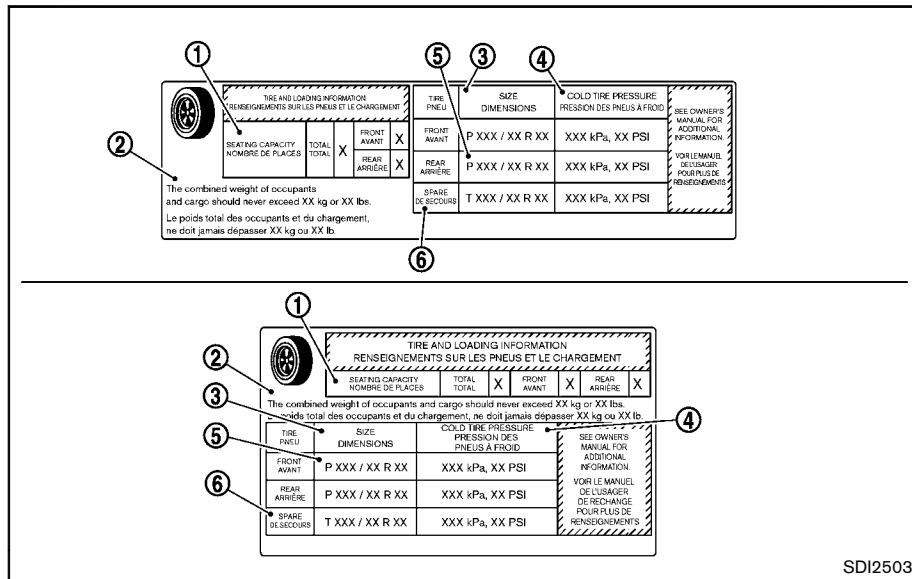 ① ⑤ ③ ④
②
TIRE AND LOADING INFORMATION
RENSEIGNEMENTS SUR LES PNEUS ET LE CHARGEMENT
SEATING CAPACITY
NOMBRE DE PLACES
TOTAL
TOTAL
X
FRONT
AVANT
X
REAR
ARRIÈRE
X
The combined weight of occupants
and cargo should never exceed XX kg or XX lbs.
Le poids total des occupants et du chargement,
ne doit jamais dépasser XX kg ou XX lb.
TIRE
PNEU
SIZE
DIMENSIONS
COLD TIRE PRESSURE
PRESSION DES PNEUS À FROID
FRONT
AVANT
P XXX / XX R XX
XXX kPa, XX PSI
REAR
ARRIÈRE
P XXX / XX R XX
XXX kPa, XX PSI
SPARE
DE SECOURS
T XXX / XX R XX
XXX kPa, XX PSI
SEE OWNER'S
MANUAL FOR
ADDITIONAL
INFORMATION.
VOIR LE MANUEL
DE L'USAGER
POUR PLUS DE
RENSEIGNEMENTS
⑥
①
②
③
⑤
⑥
④
TIRE AND LOADING INFORMATION
RENSEIGNEMENTS SUR LES PNEUS ET LE CHARGEMENT
SEATING CAPACITY
NOMBRE DE PLACES
TOTAL
TOTAL
X
FRONT
AVANT
X
REAR
ARRIÈRE
X
The combined weight of occupants and cargo should never exceed XX kg or XX lbs.
Le poids total des occupants et du chargement, ne doit jamais dépasser XX kg ou XX lb.
TIRE
PNEU
SIZE
DIMENSIONS
COLD TIRE PRESSURE
PRESSION DES
PNEUS À FROID
FRONT
AVANT
P XXX / XX R XX
XXX kPa, XX PSI
REAR
ARRIÈRE
P XXX / XX R XX
XXX kPa, XX PSI
SPARE
DE SECOURS
T XXX / XX R XX
XXX kPa, XX PSI
SEE OWNER'S
MANUAL FOR
ADDITIONAL
INFORMATION.
VOIR LE MANUEL
DE L'USAGER
DE RECHANGE
POUR PLUS DE
RENSEIGNEMENTS
SDI2503